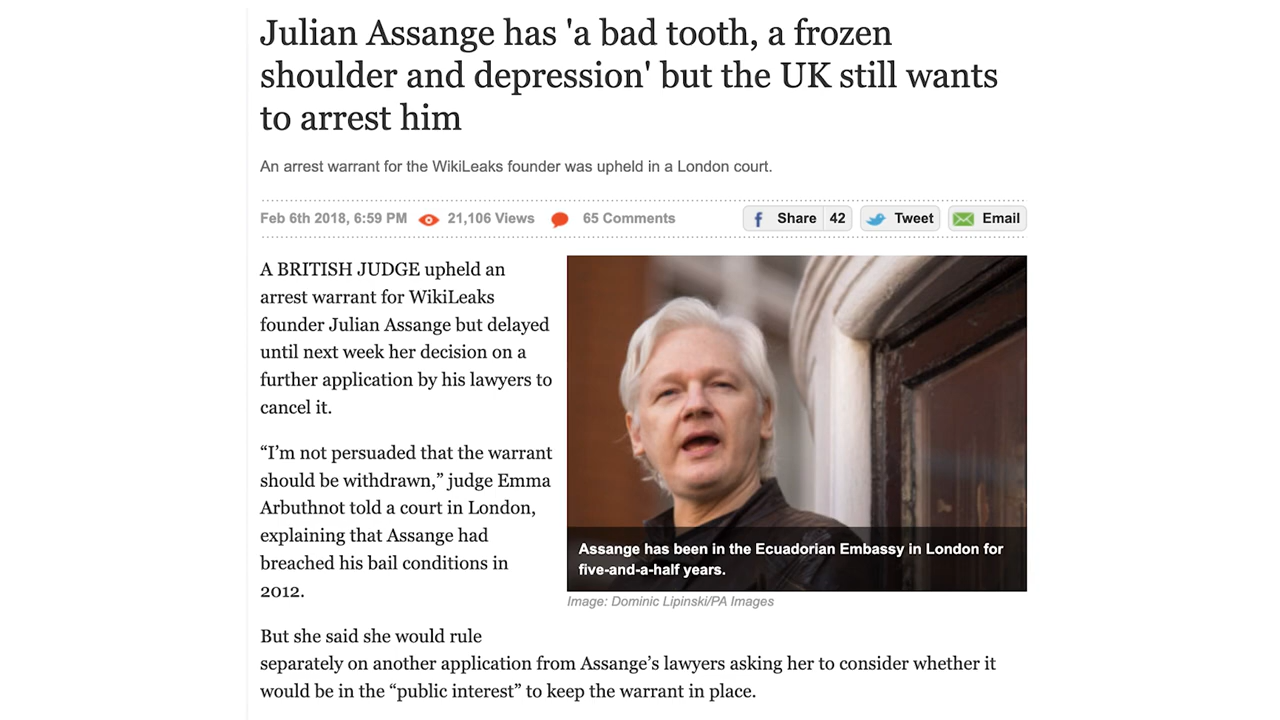 Julian Assange has 'a bad tooth, a frozen
shoulder and depression' but the UK still wants
to arrest him
An arrest warrant for the WikiLeaks founder was upheld in a London court.
Feb 6th 2018, 6:59 PM 21,106 Views 65 Comments Share 42 Tweet Email
A BRITISH JUDGE upheld an
arrest warrant for WikiLeaks
founder Julian Assange but delayed
until next week her decision on a
further application by his lawyers to
cancel it.
“I’m not persuaded that the warrant
should be withdrawn,” judge Emma
Arbuthnot told a court in London,
explaining that Assange had
breached his bail conditions in
2012.
Assange has been in the Ecuadorian Embassy in London for
five-and-a-half years.
Image: Dominic Lipinski/PA Images
But she said she would rule
separately on another application from Assange’s lawyers asking her to consider whether it
would be in the “public interest” to keep the warrant in place.